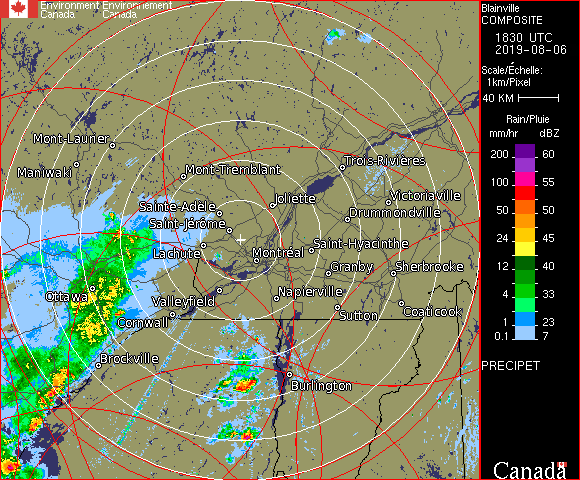 Environment Environnement
Canada Canada
Blainville
COMPOSITE
1830 UTC
2019-08-06
Scale/Échelle:
1km/Pixel
40 KM
Rain/Pluie
mm/hr dBZ
200 60
100 55
50 50
24 45
12 40
4 33
1 23
0.1 7
PRECIPET
Canada
Mont-Laurier
Maniwaki
Mont-Tremblant
Trois-Rivières
Sainte-Adèle
Joliette
Victoriaville
Drummondville
Saint-Jérôme
Lachute
Montréal
Saint-Hyacinthe
Granby
Sherbrooke
Ottawa
Valleyfield
Napierville
Cornwall
Sutton
Coaticook
Brockville
Burlington